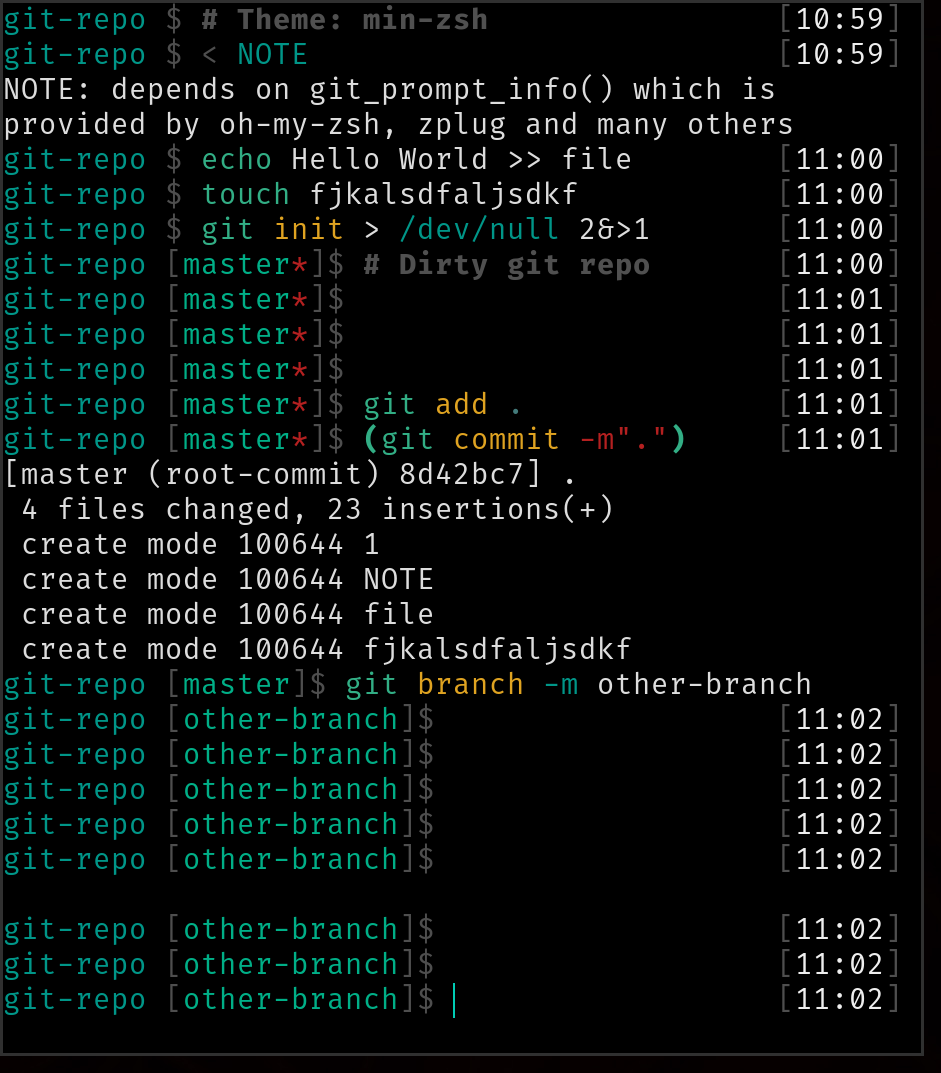 git-repo $ # Theme: min-zsh [10:59]
git-repo $ < NOTE [10:59]
NOTE: depends on git_prompt_info() which is
provided by oh-my-zsh, zplug and many others
git-repo $ echo Hello World >> file [11:00]
git-repo $ touch fjkalsdfaljsdkf [11:00]
git-repo $ git init > /dev/null 2&>1 [11:00]
git-repo [master*]$ # Dirty git repo [11:00]
git-repo [master*]$ [11:01]
git-repo [master*]$ [11:01]
git-repo [master*]$ [11:01]
git-repo [master*]$ git add . [11:01]
git-repo [master*]$ (git commit -m".") [11:01]
[master (root-commit) 8d42bc7] .
 4 files changed, 23 insertions(+)
 create mode 100644 1
 create mode 100644 NOTE
 create mode 100644 file
 create mode 100644 fjkalsdfaljsdkf
git-repo [master]$ git branch -m other-branch
git-repo [other-branch]$ [11:02]
git-repo [other-branch]$ [11:02]
git-repo [other-branch]$ [11:02]
git-repo [other-branch]$ [11:02]
git-repo [other-branch]$ [11:02]
git-repo [other-branch]$ [11:02]
git-repo [other-branch]$ [11:02]
git-repo [other-branch]$ [11:02]